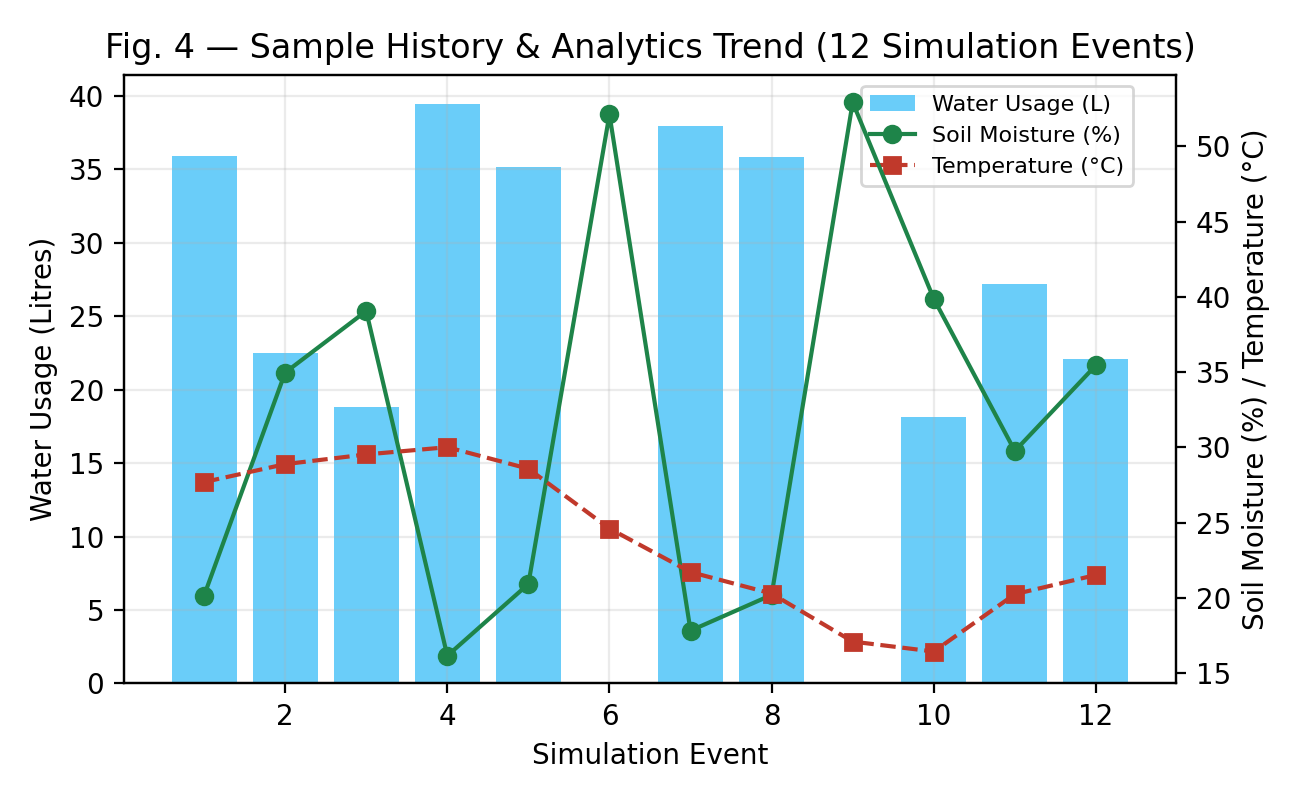 Fig. 4 — Sample History & Analytics Trend (12 Simulation Events)
Water Usage (L)
Soil Moisture (%)
Temperature (°C)
Water Usage (Litres)
40
35
30
25
20
15
10
5
0
50
45
40
35
30
25
20
15
Soil Moisture (%) / Temperature (°C)
2 4 6 8 10 12
Simulation Event